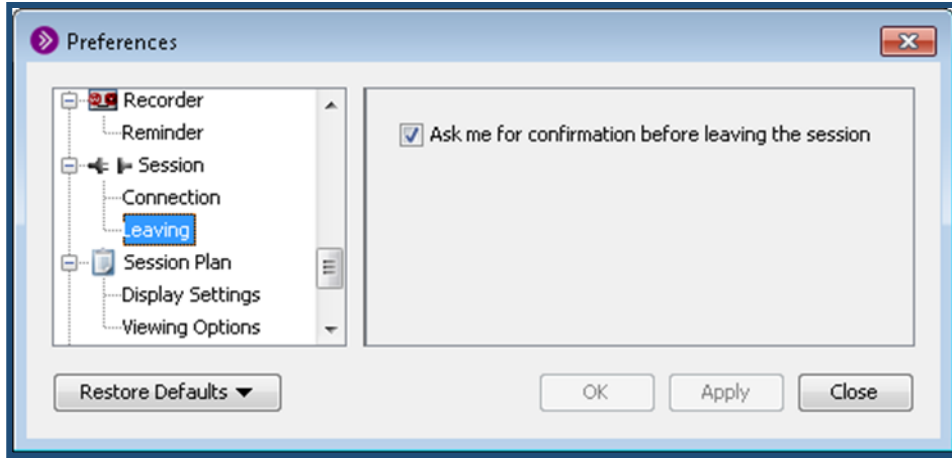 Preferences
Recorder
Reminder
Session
Connection
Leaving
Session Plan
Display Settings
Viewing Options
Ask me for confirmation before leaving the session
Restore Defaults
OK
Apply
Close